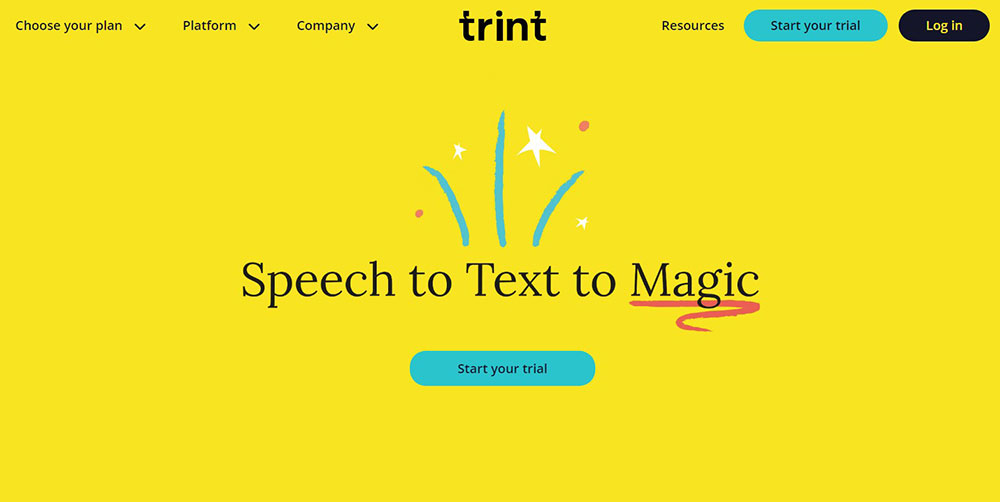 Choose your plan Platform Company trint Resources Start your trial Log in
Speech to Text to Magic
Start your trial